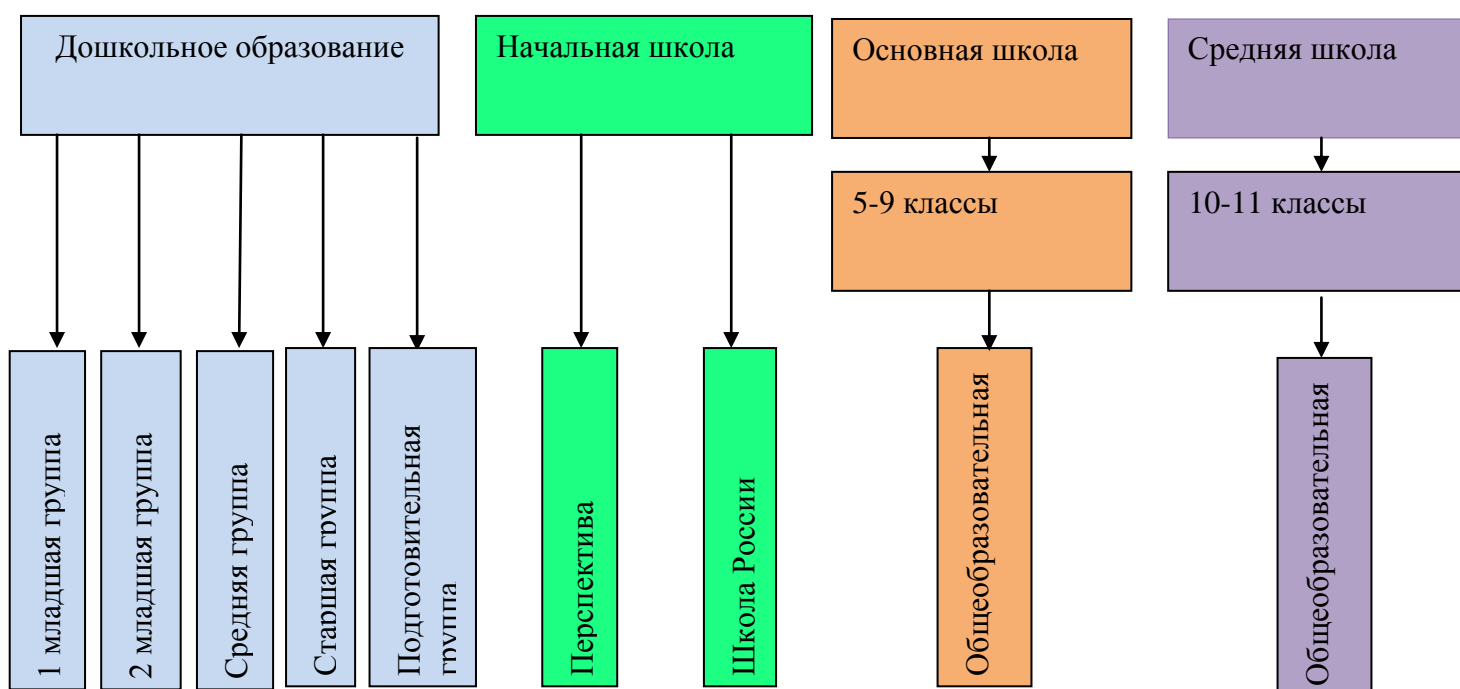 Дошкольное образование
Начальная школа
Основная школа
Средняя школа
5-9 классы
10-11 классы
1 младшая группа
2 младшая группа
Средняя группа
Старшая группа
Подготовительная
группа
Перспектива
Школа России
Общеобразовательная
Общеобразовательная